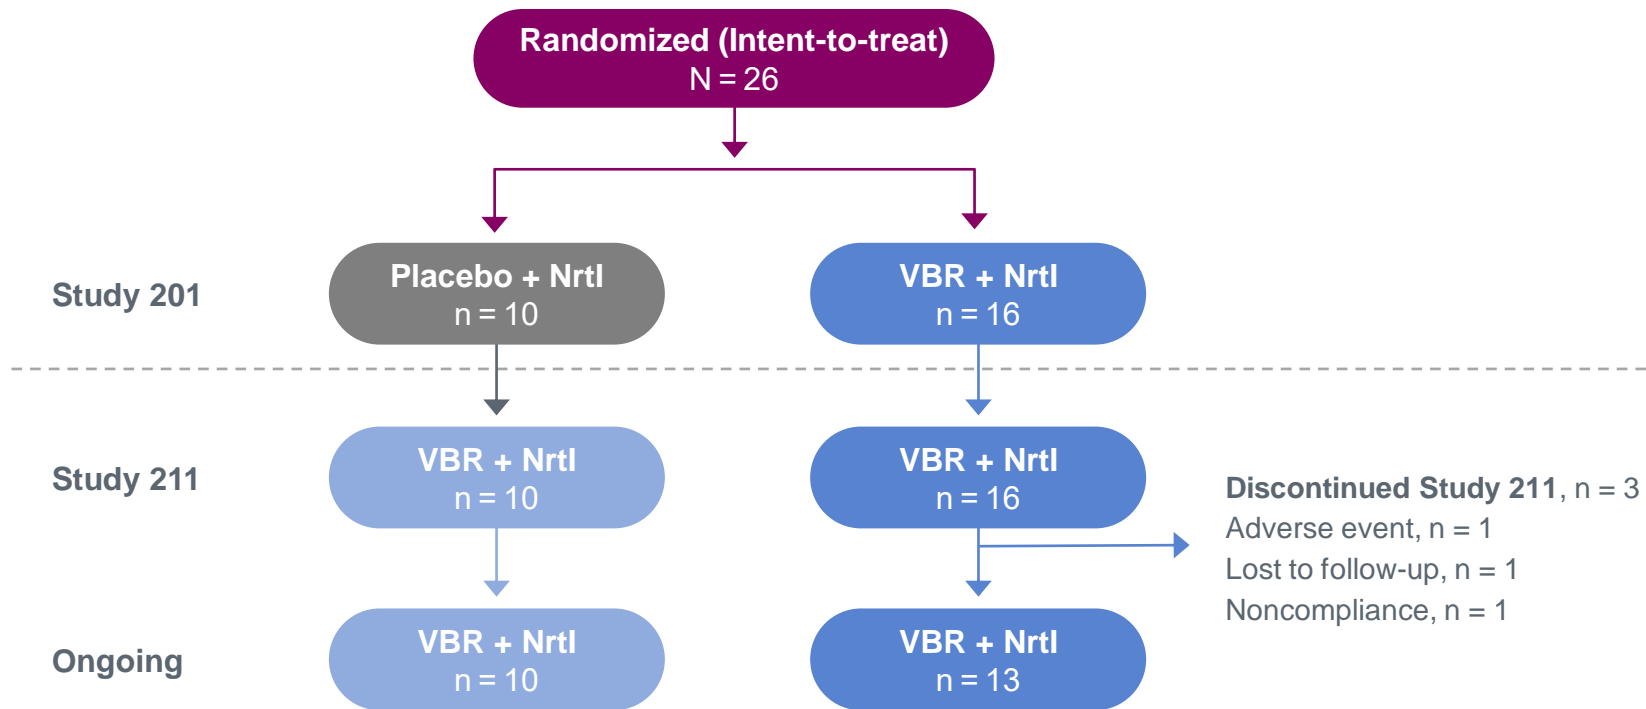 Randomized (Intent-to-treat)
N = 26
Study 201
Placebo + NrtI
n = 10
VBR + NrtI
n = 16
Study 211
VBR + NrtI
n = 10
VBR + NrtI
n = 16
Discontinued Study 211, n = 3
Adverse event, n = 1
Lost to follow-up, n = 1
Noncompliance, n = 1
Ongoing
VBR + NrtI
n = 10
VBR + NrtI
n = 13